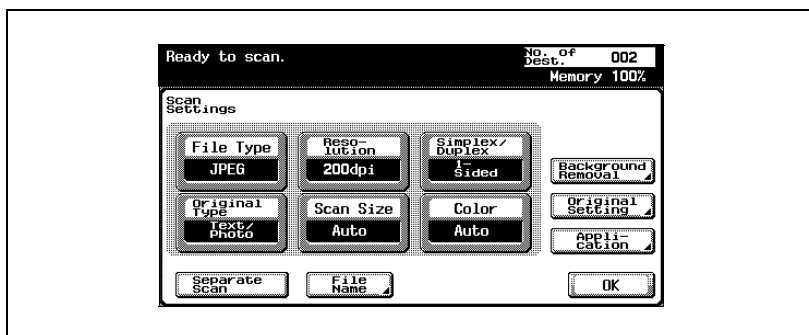 Ready to scan.
No. of
Dest.
002
Memory 100%
Scan
Settings
File Type
JPEG
Reso-
lution
200dpi
Simplex/
Duplex
1-
Sided
Background
Removal
Original
Type
Text/
Photo
Scan Size
Auto
Color
Auto
Original
Setting
Appli-
cation
Separate
Scan
File
Name
OK